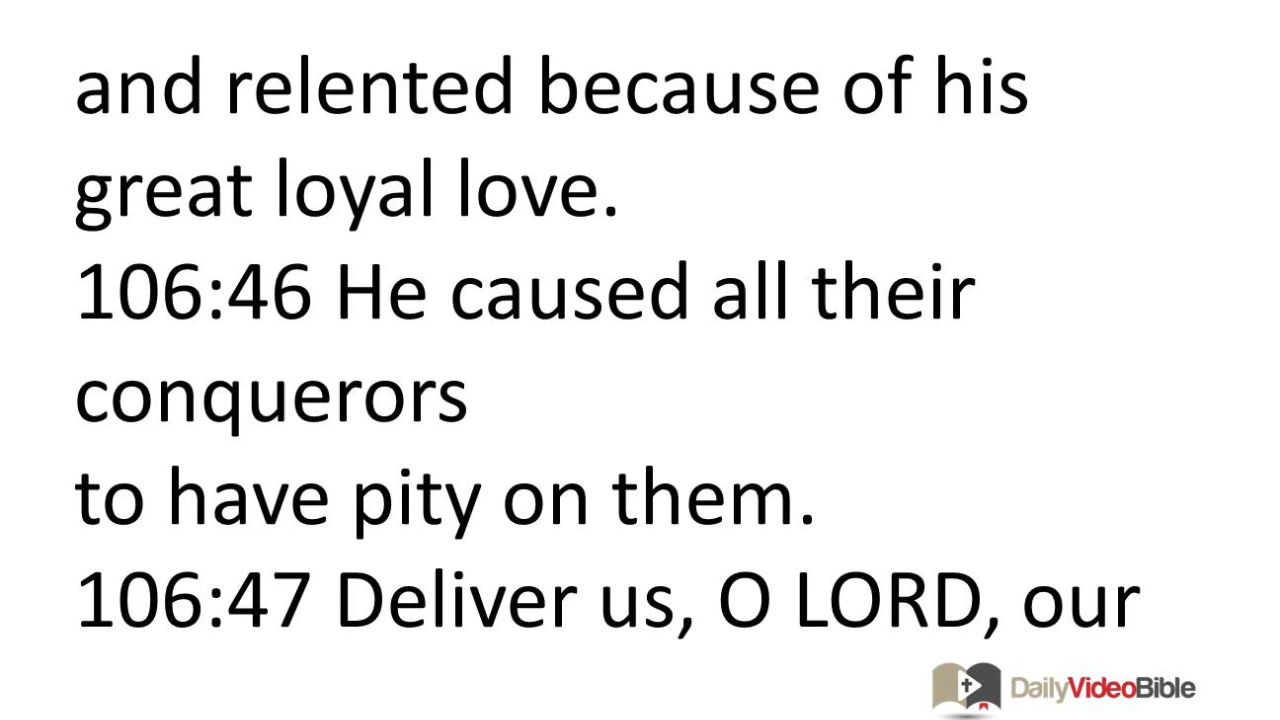 and relented because of his
great loyal love.
106:46 He caused all their
conquerors
to have pity on them.
106:47 Deliver us, O LORD, our
DailyVideoBible